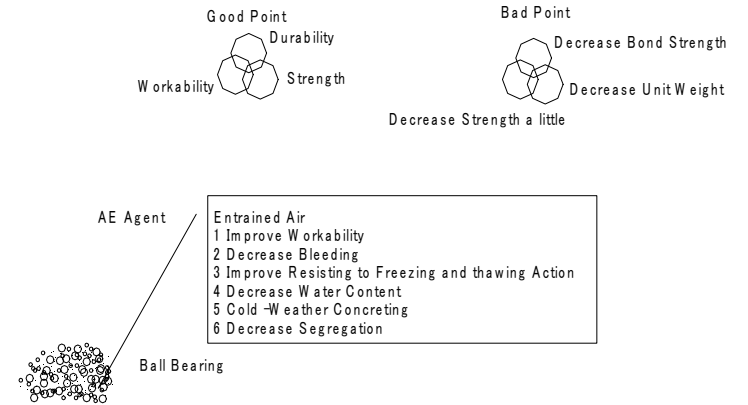 Good Point
Durability
Workability
Strength
Bad Point
Decrease Bond Strength
Decrease Unit Weight
Decrease Strength a little
AE Agent
Entrained Air
1 Improve Workability
2 Decrease Bleeding
3 Improve Resisting to Freezing and thawing Action
4 Decrease Water Content
5 Cold-Weather Concreting
6 Decrease Segregation
Ball Bearing